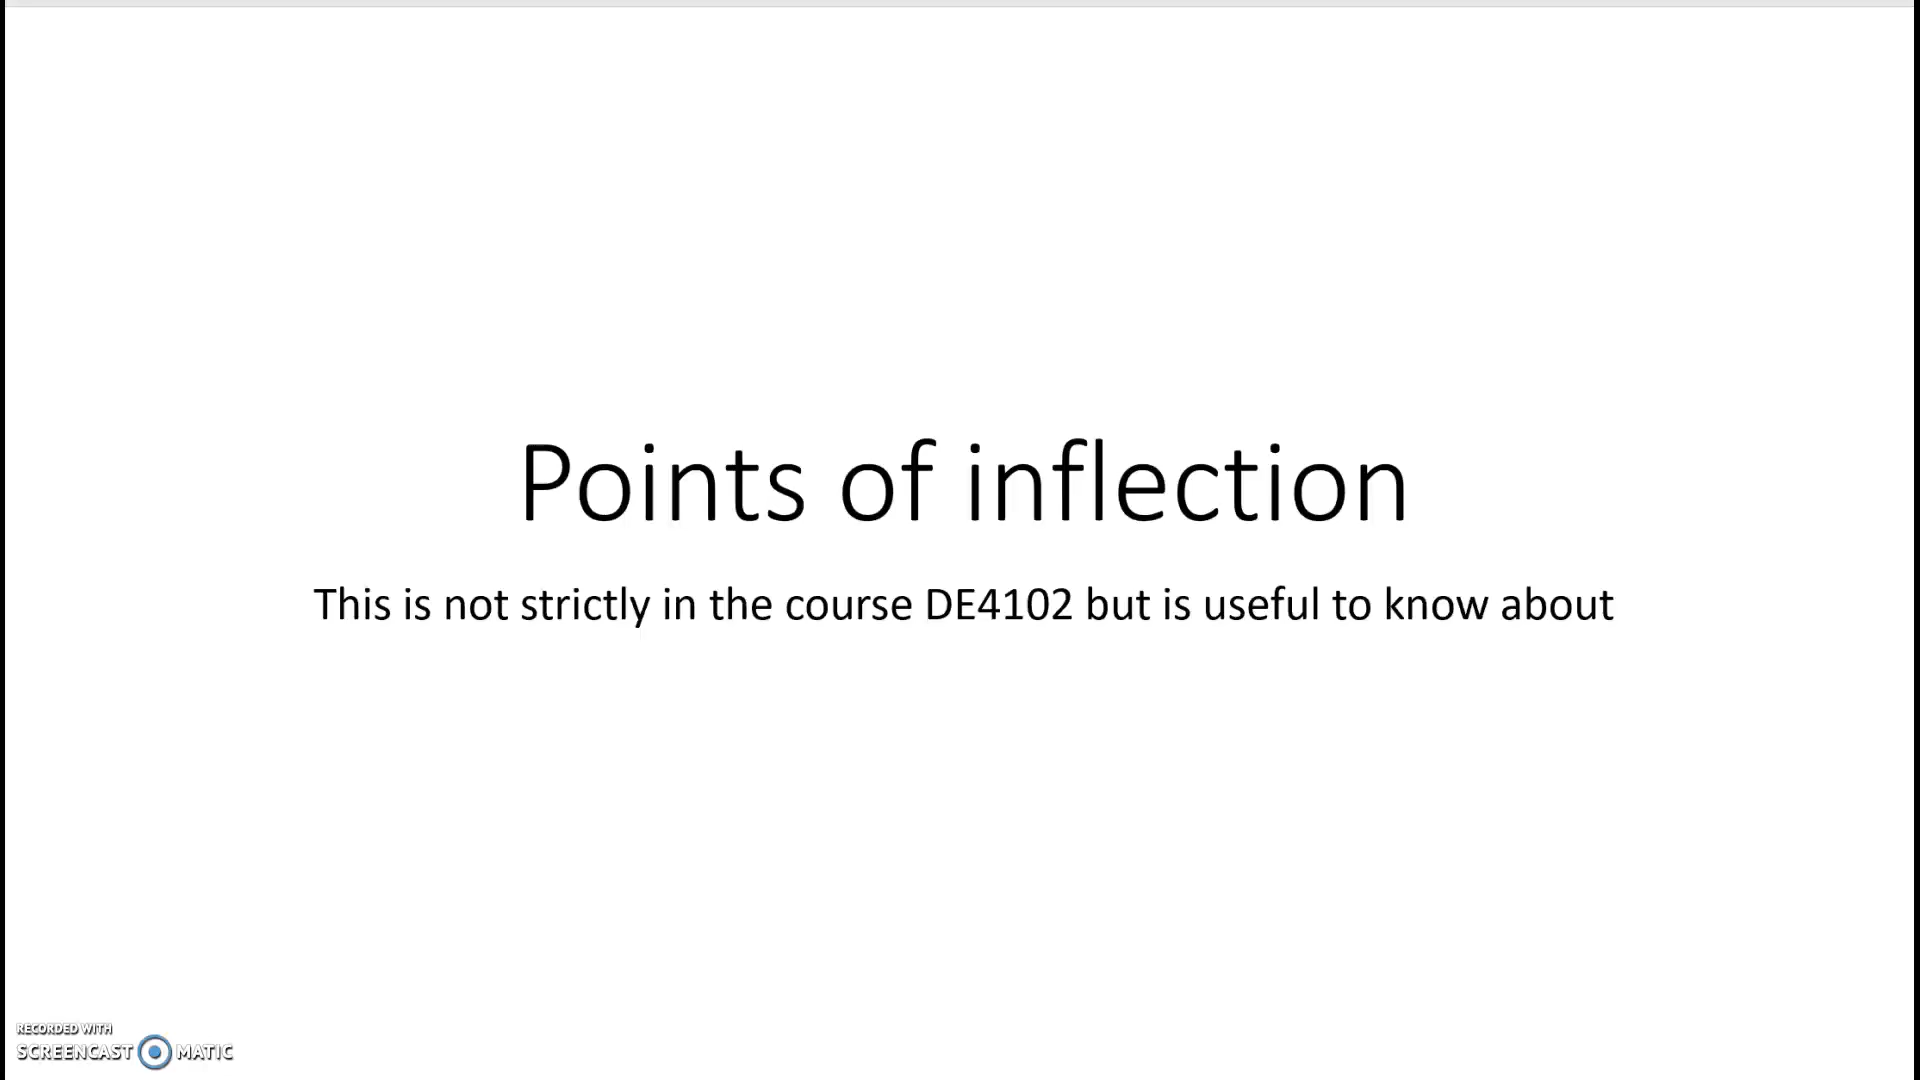 Points of inflection
This is not strictly in the course DE4102 but is useful to know about
RECORDED WITH
SCREENCAST MATIC